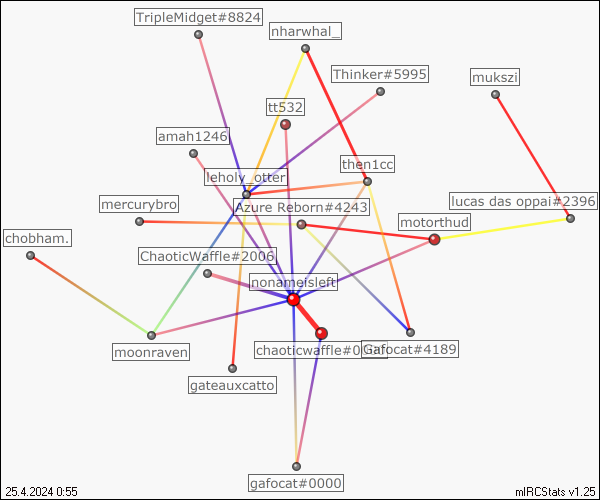 TripleMidget#8824
nharwhal_
Thinker#5995
mukszi
tt532
amah1246
then1cc
leholy_otter
mercurybro
Azure Reborn#4243
lucas das oppai#2396
motorthud
chobham.
ChaoticWaffle#2006
nonameisleft
moonraven
chaoticwaffle#0
Gafocat#4189
gateauxcatto
gafocat#0000
25.4.2024 0:55
mIRCStats v1.25